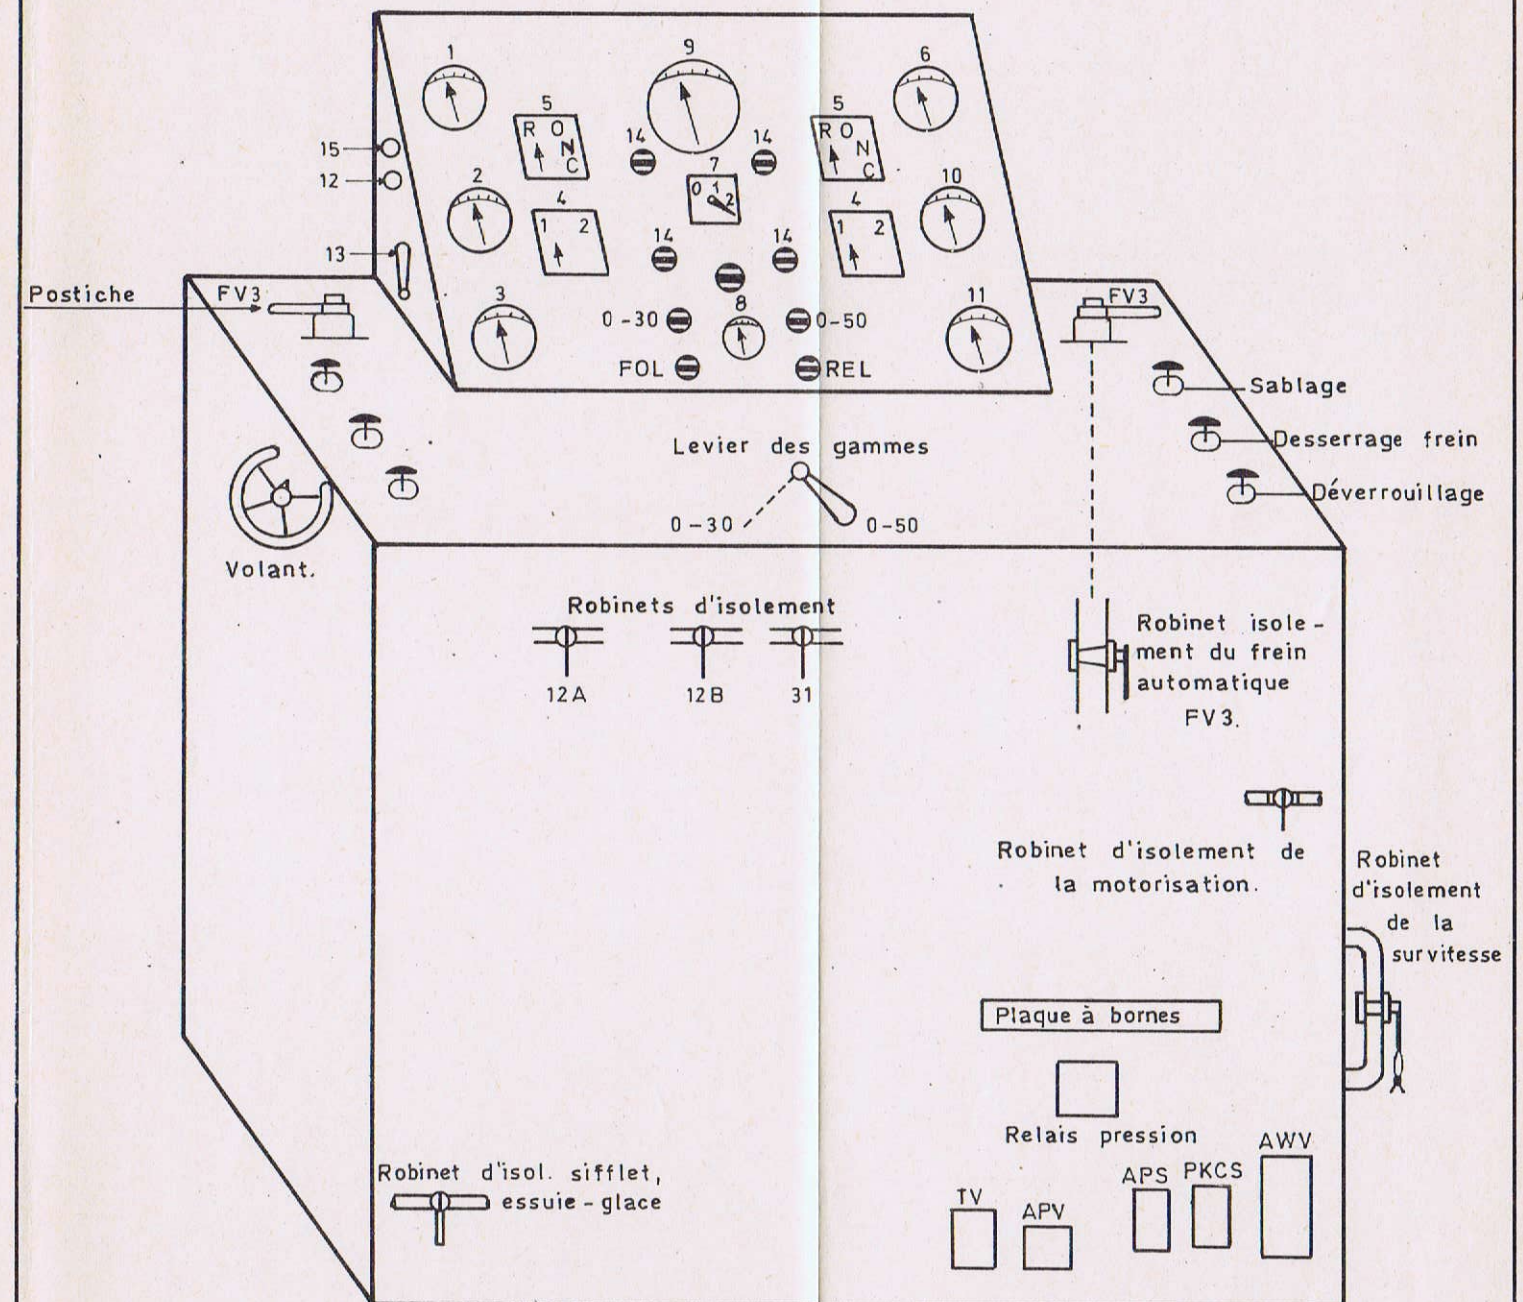 1
9
6
5
5
R O N C
14
14
R O N C
15
12
7
2
10
0 1 2
4
4
1 2
1 2
14
14
13
Postiche
FV3
3
8
11
FV3
0-30
0-50
FOL
REL
Sablage
Desserrage frein
Déverrouillage
Levier des gammes
0-30
0-50
Volant.
Robinets d'isolement
12A
12B
31
Robinet isole-
ment du frein
automatique
FV3.
Robinet d'isolement de
la motorisation.
Robinet
d'isolement
de la
survitesse
Plaque à bornes
Relais pression
AWV
APS
PKCS
TV
APV
Robinet d'isol. sifflet,
essuie-glace